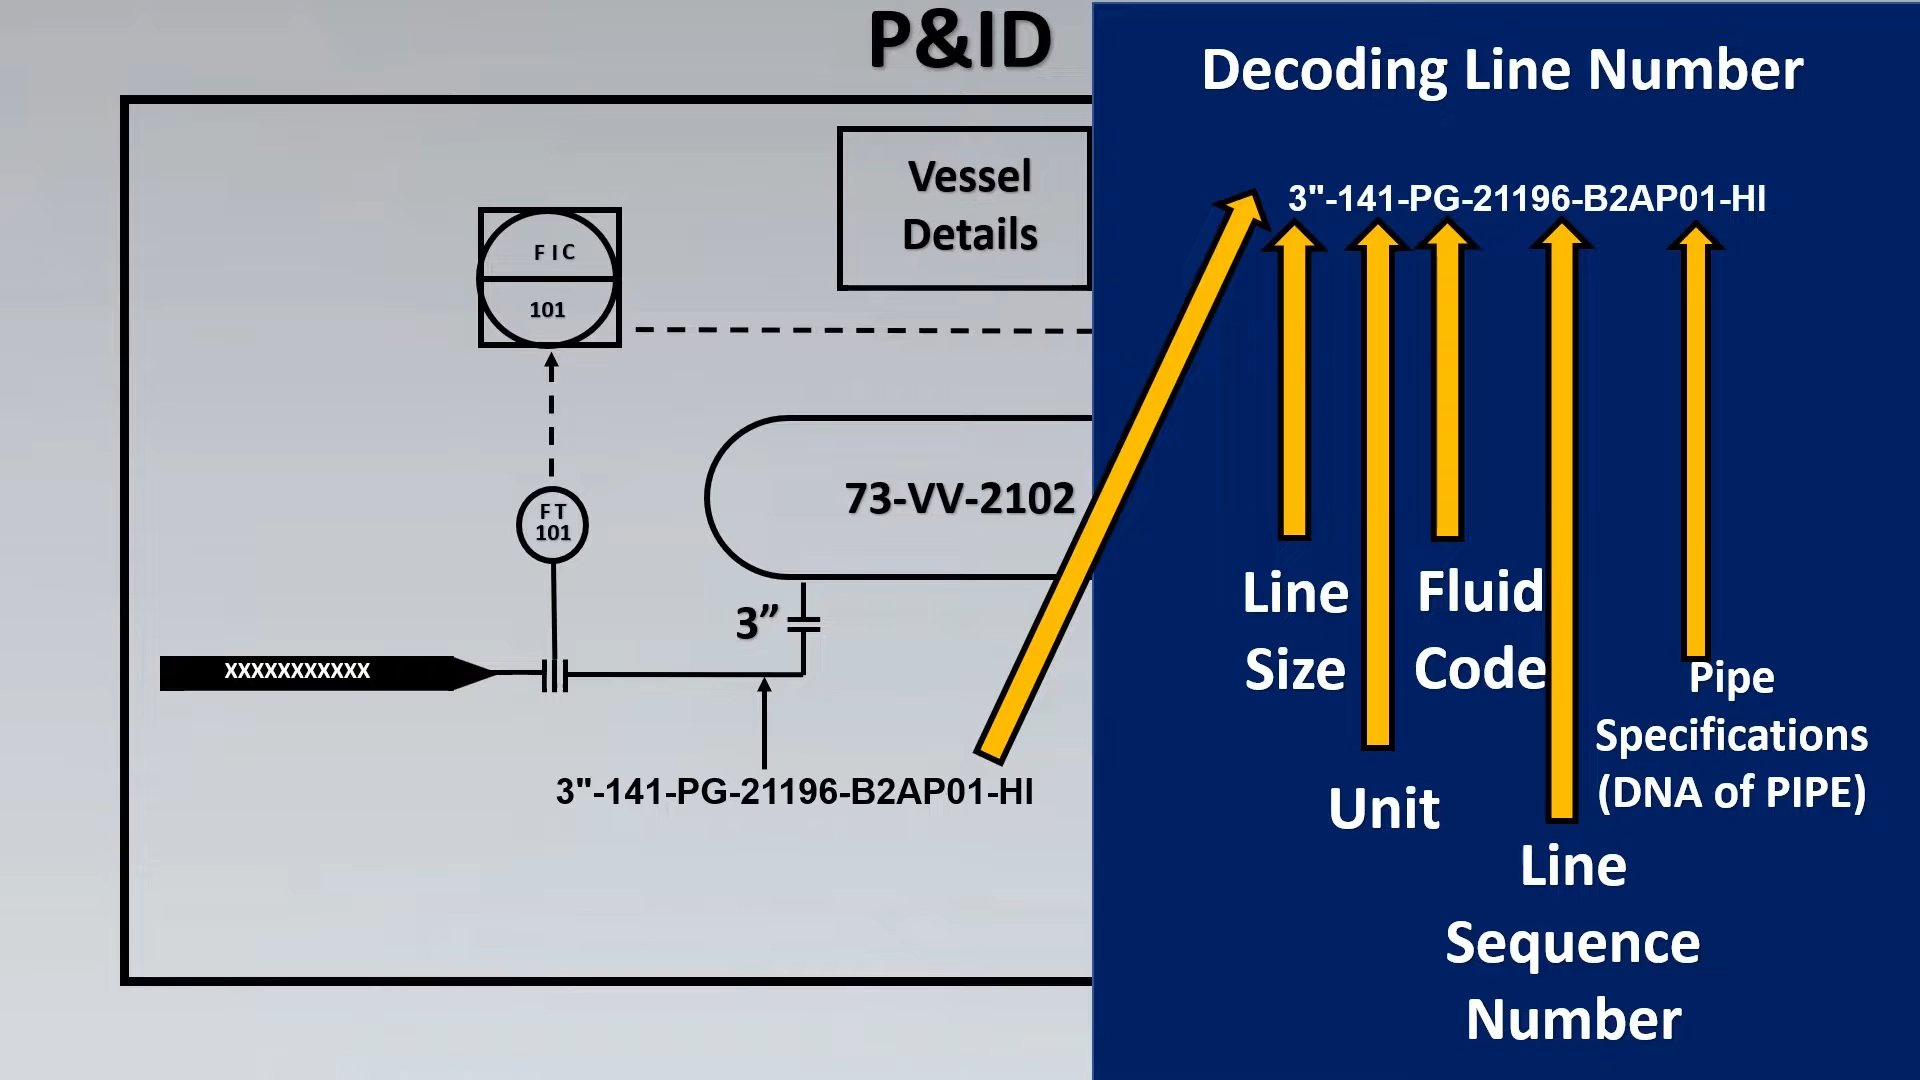 P&ID
Vessel
Details
FIC
101
FT
101
73-VV-2102
3”
XXXXXXXXXXX
3"-141-PG-21196-B2AP01-HI
Decoding Line Number
3"-141-PG-21196-B2AP01-HI
Line
Size
Unit
Fluid
Code
Line
Sequence
Number
Pipe
Specifications
(DNA of PIPE)